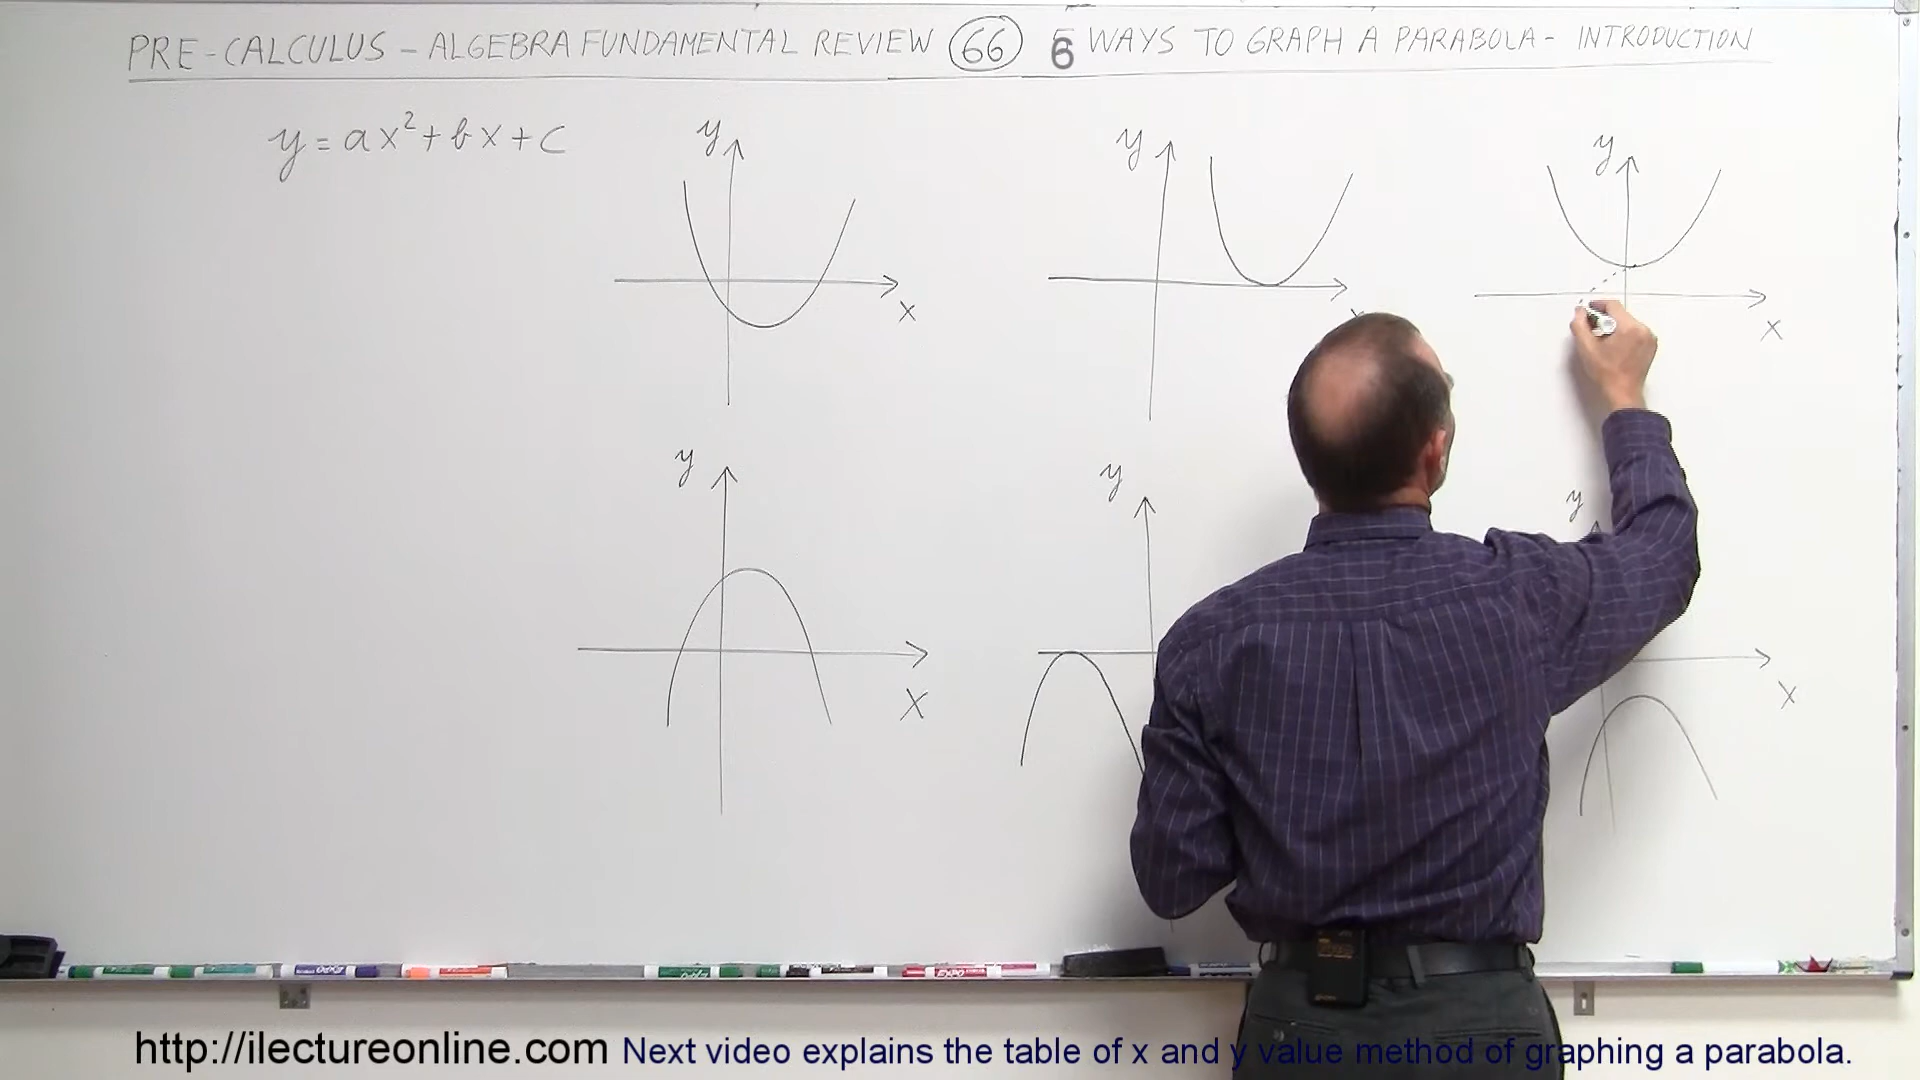 PRE-CALCULUS - ALGEBRA FUNDAMENTAL REVIEW 66 6 WAYS TO GRAPH A PARABOLA - INTRODUCTION
y = ax² + bx + c
y
x
y
x
y
x
y
x
y
y
x
EXPO
http://ilectureonline.com Next video explains the table of x and y value method of graphing a parabola.